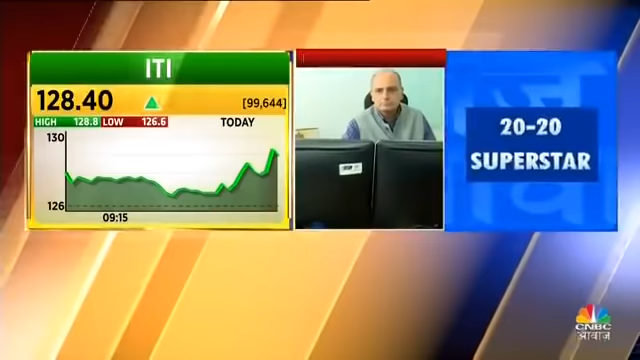 ITI
128.40 [99,644]
HIGH 128.8 LOW 126.6 TODAY
130
126
09:15
20-20
SUPERSTAR
CNBC
आवाज़